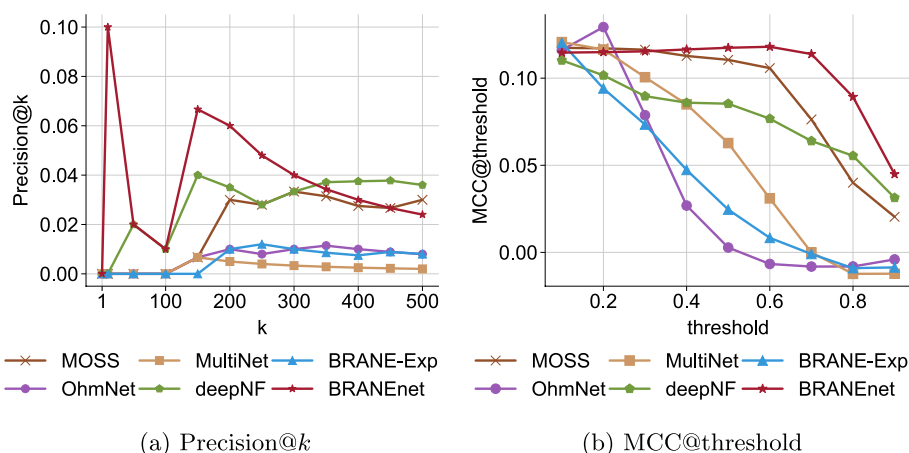 0.10
0.08
0.06
0.04
0.02
0.00
Precision@k
1 100 200 300 400 500
k
MOSS MultiNet BRANE-Exp
OhmNet deepNF BRANEnet
(a) Precision@k
0.10
0.05
0.00
MCC@threshold
0.2 0.4 0.6 0.8
threshold
MOSS MultiNet BRANE-Exp
OhmNet deepNF BRANEnet
(b) MCC@threshold